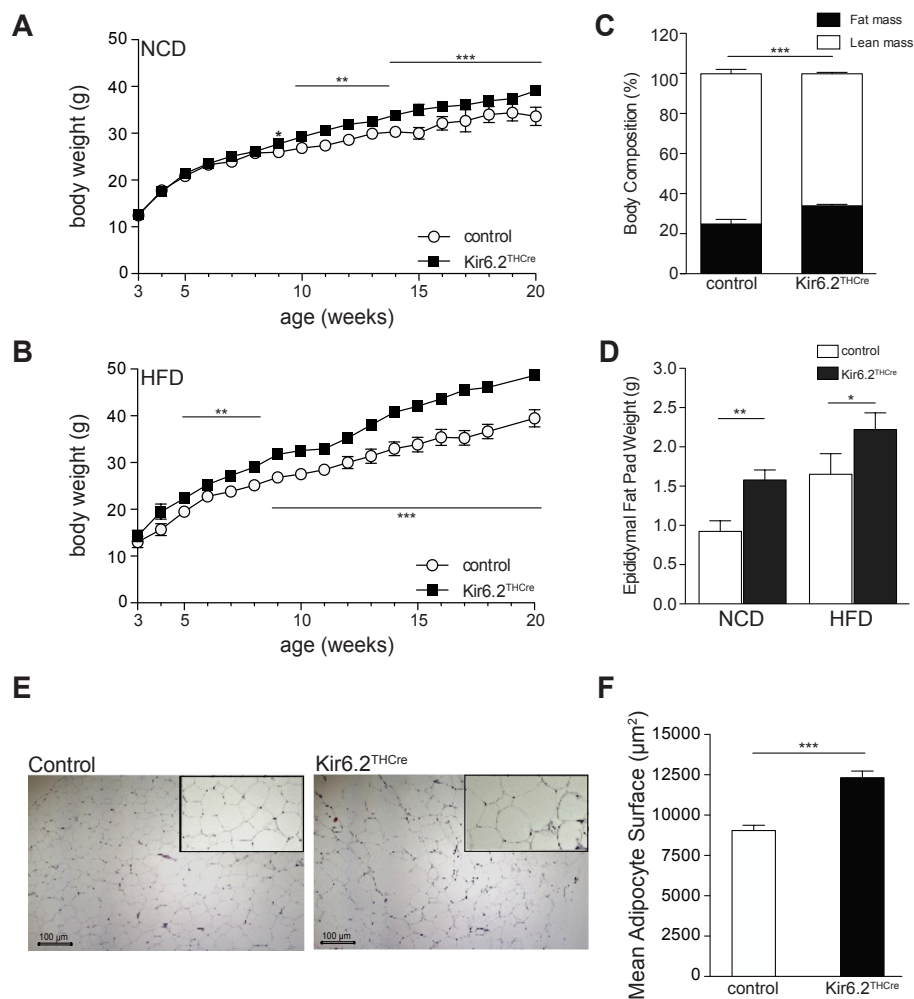 A
NCD
body weight (g)
50
40
30
20
10
0
*
**
***
control
Kir6.2THCre
3
5
10
15
20
age (weeks)
C
Fat mass
Lean mass
Body Composition (%)
120
100
80
60
40
20
0
***
control
Kir6.2THCre
B
HFD
body weight (g)
50
40
30
20
10
0
**
***
control
Kir6.2THCre
3
5
10
15
20
age (weeks)
D
control
Kir6.2THCre
Epididymal Fat Pad Weight (g)
3.0
2.5
2.0
1.5
1.0
0.5
0.0
**
*
NCD
HFD
E
Control
Kir6.2THCre
100 µm
100 µm
F
Mean Adipocyte Surface (µm²)
15000
12500
10000
7500
5000
2500
0
***
control
Kir6.2THCre